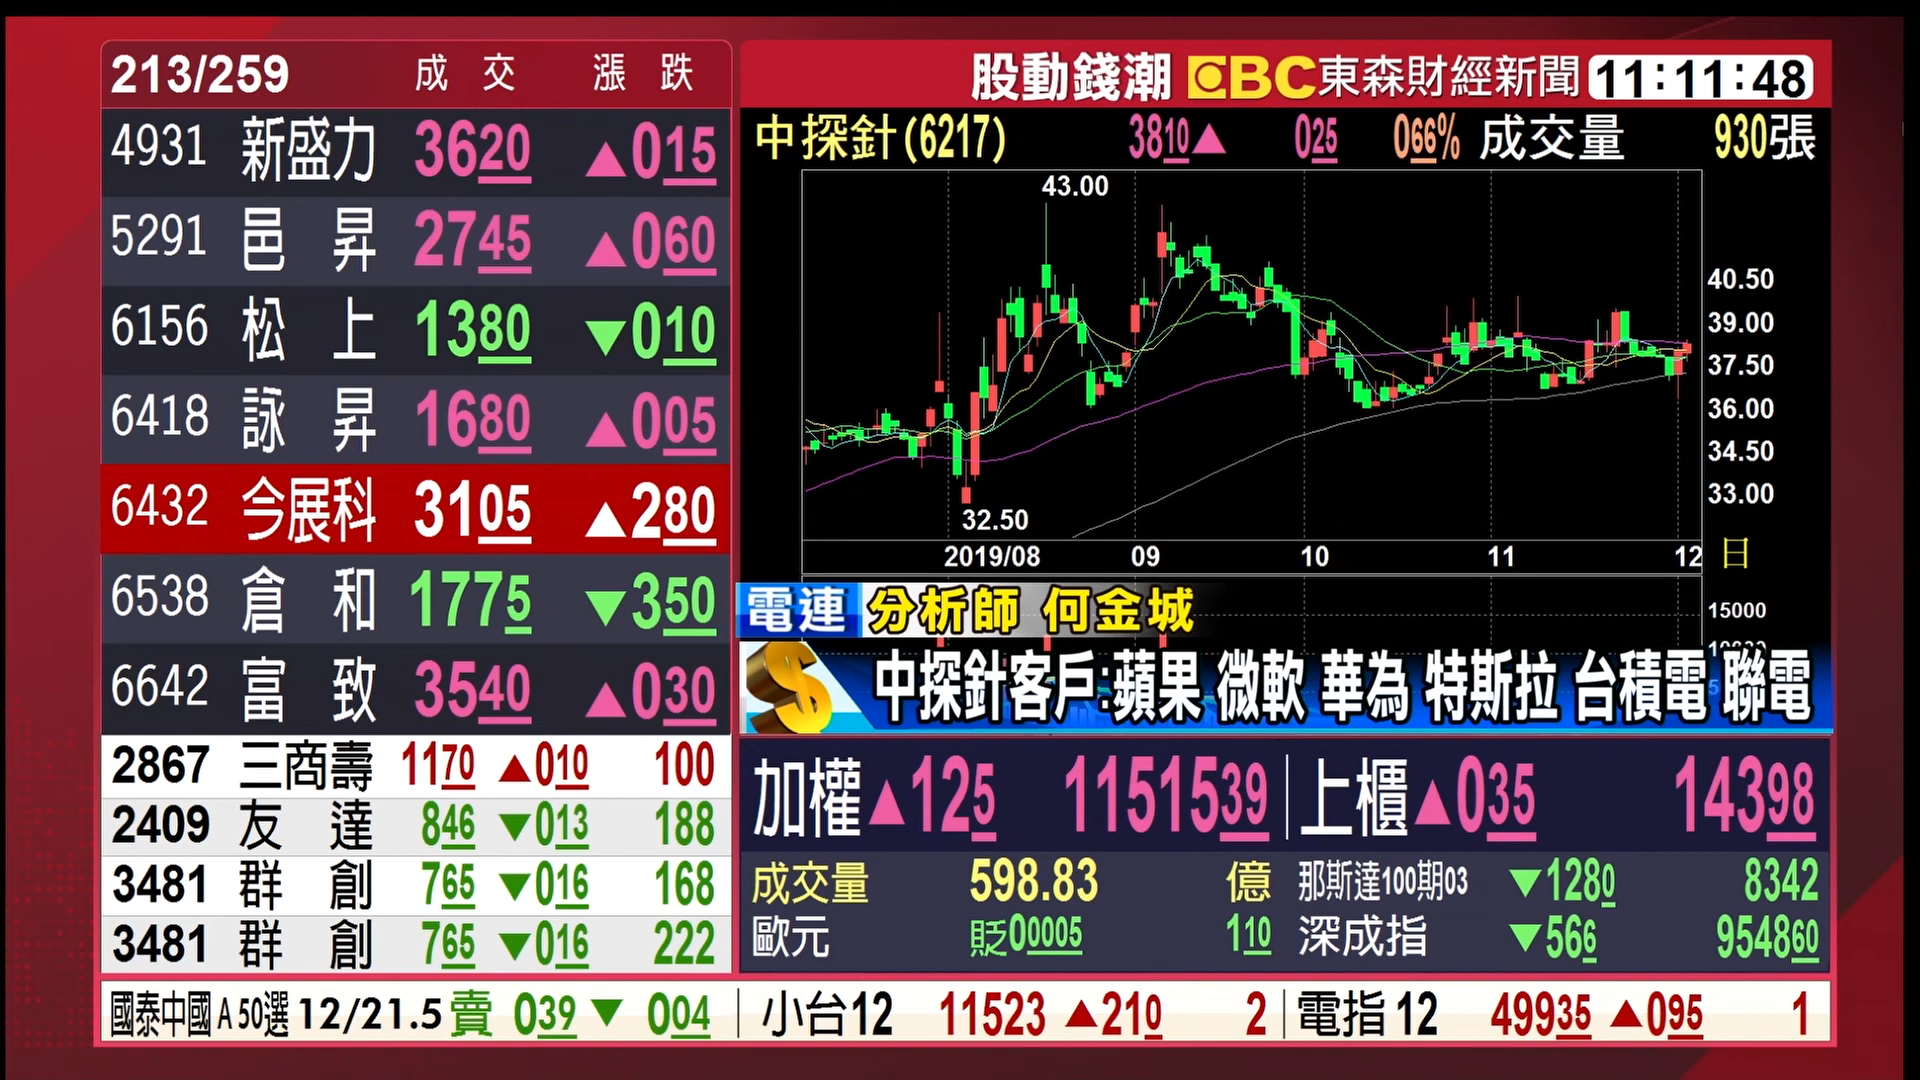 213/259 成交 漲跌
4931 新盛力 3620 ▲015
5291 邑昇 2745 ▲060
6156 松上 1380 ▼010
6418 詠昇 1680 ▲005
6432 今展科 3105 ▲280
6538 倉和 1775 ▼350
6642 富致 3540 ▲030
2867 三商壽 1170 ▲010 100
2409 友達 846 ▼013 188
3481 群創 765 ▼016 168
3481 群創 765 ▼016 222
股動錢潮 EBC 東森財經新聞 11:11:48
中探針(6217) 3810▲ 025 066% 成交量 930張
43.00
40.50
39.00
37.50
36.00
34.50
33.00
32.50
2019/08 09 10 11 12 日
15000
電連 分析師 何金城
中探針客戶:蘋果 微軟 華為 特斯拉 台積電 聯電
加權▲125 1151539 上櫃▲035 14398
成交量 598.83 億 那斯達100期03 ▼1280 8342
歐元 貶00005 110 深成指 ▼566 954860
國泰中國A50選12/21.5賣 039▼ 004 小台12 11523 ▲210 2 電指12 49935 ▲095 1